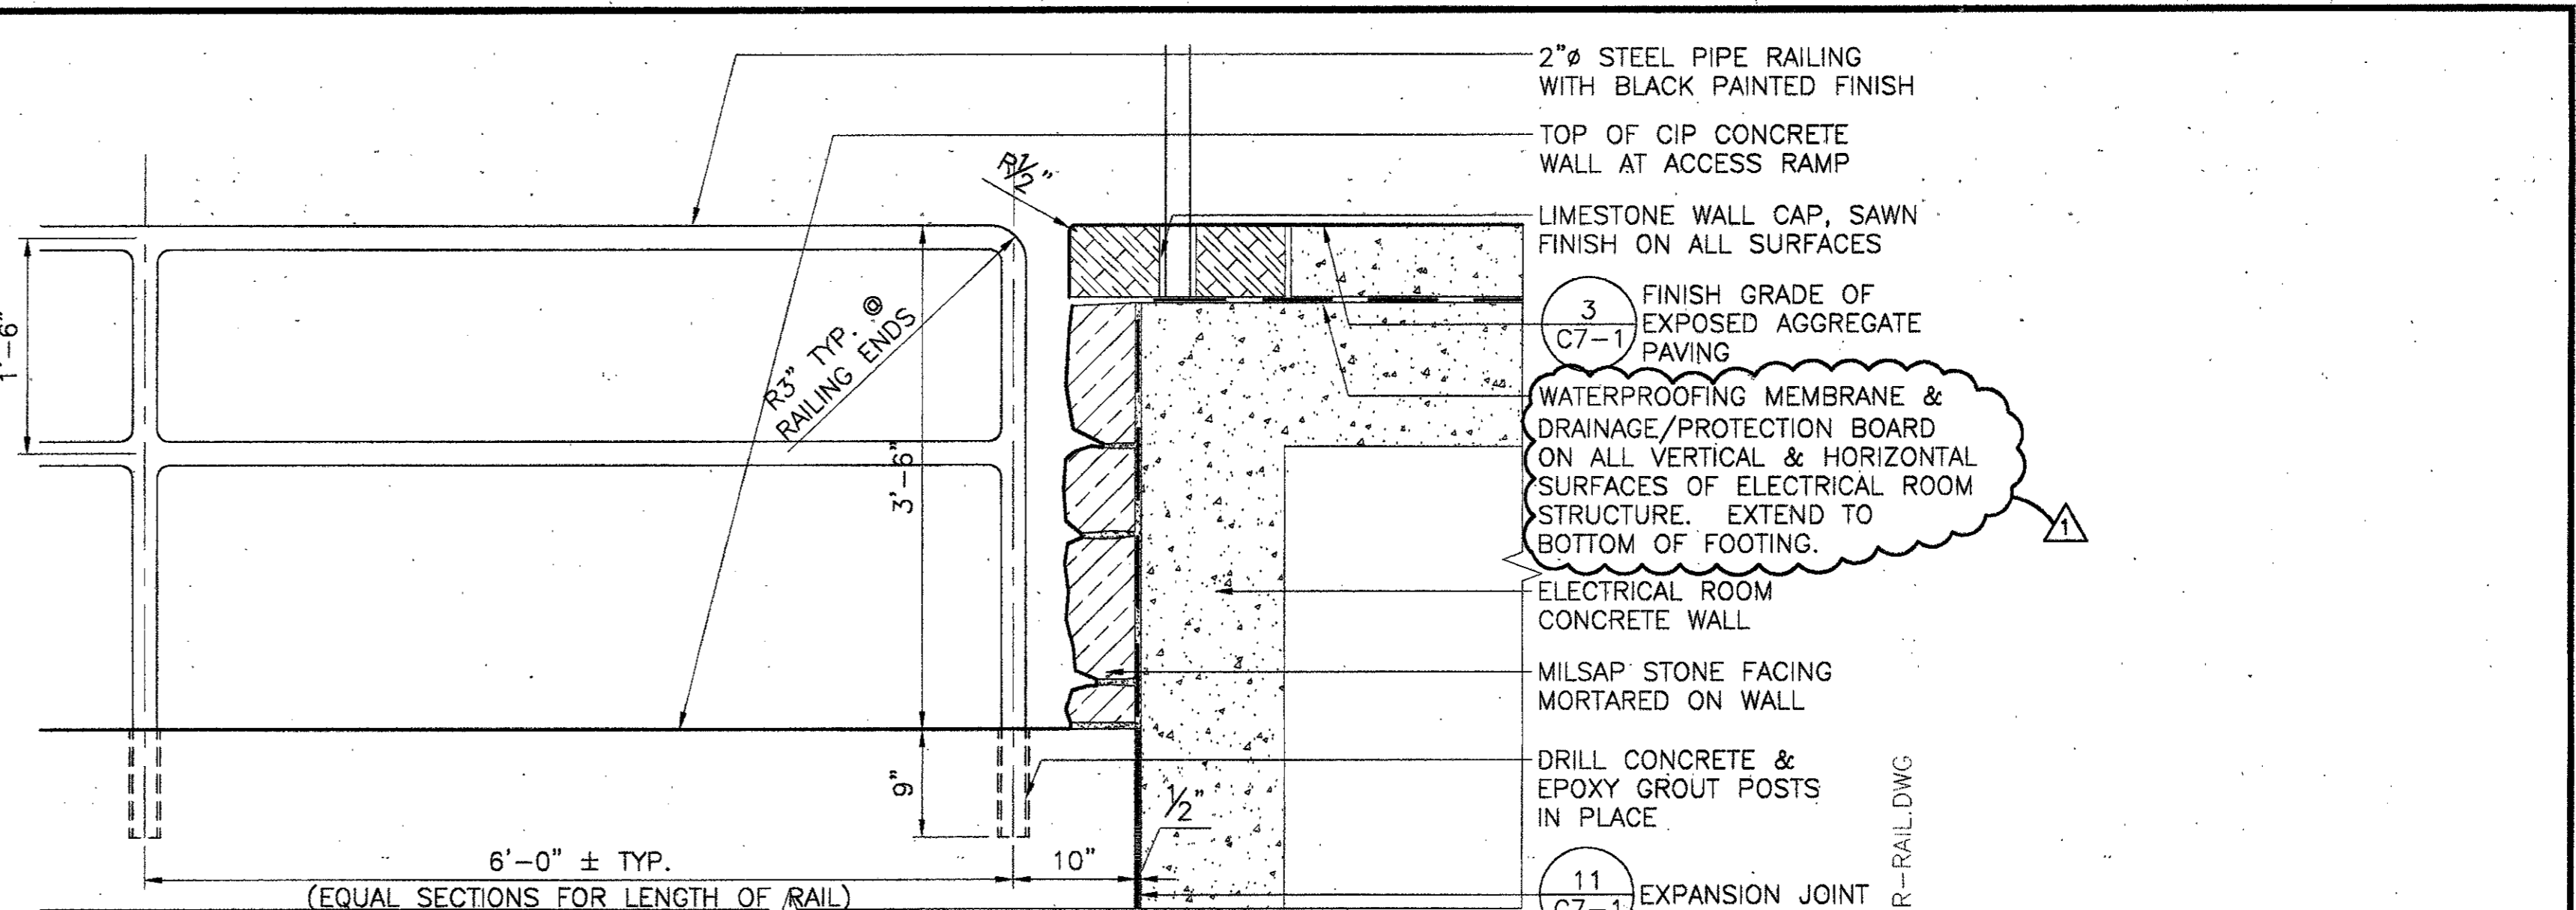 2"ø STEEL PIPE RAILING
WITH BLACK PAINTED FINISH
TOP OF CIP CONCRETE
WALL AT ACCESS RAMP
LIMESTONE WALL CAP, SAWN
FINISH ON ALL SURFACES
3
C7-1
FINISH GRADE OF
EXPOSED AGGREGATE
PAVING
WATERPROOFING MEMBRANE &
DRAINAGE/PROTECTION BOARD
ON ALL VERTICAL & HORIZONTAL
SURFACES OF ELECTRICAL ROOM
STRUCTURE. EXTEND TO
BOTTOM OF FOOTING.
1
ELECTRICAL ROOM
CONCRETE WALL
MILSAP STONE FACING
MORTARED ON WALL
DRILL CONCRETE &
EPOXY GROUT POSTS
IN PLACE
11
C7-1
EXPANSION JOINT
R½"
R3" TYP. @
RAILING ENDS
1'-6"
3'-6"
9"
½"
6'-0" ± TYP.
(EQUAL SECTIONS FOR LENGTH OF RAIL)
10"
R-RAIL.DWG